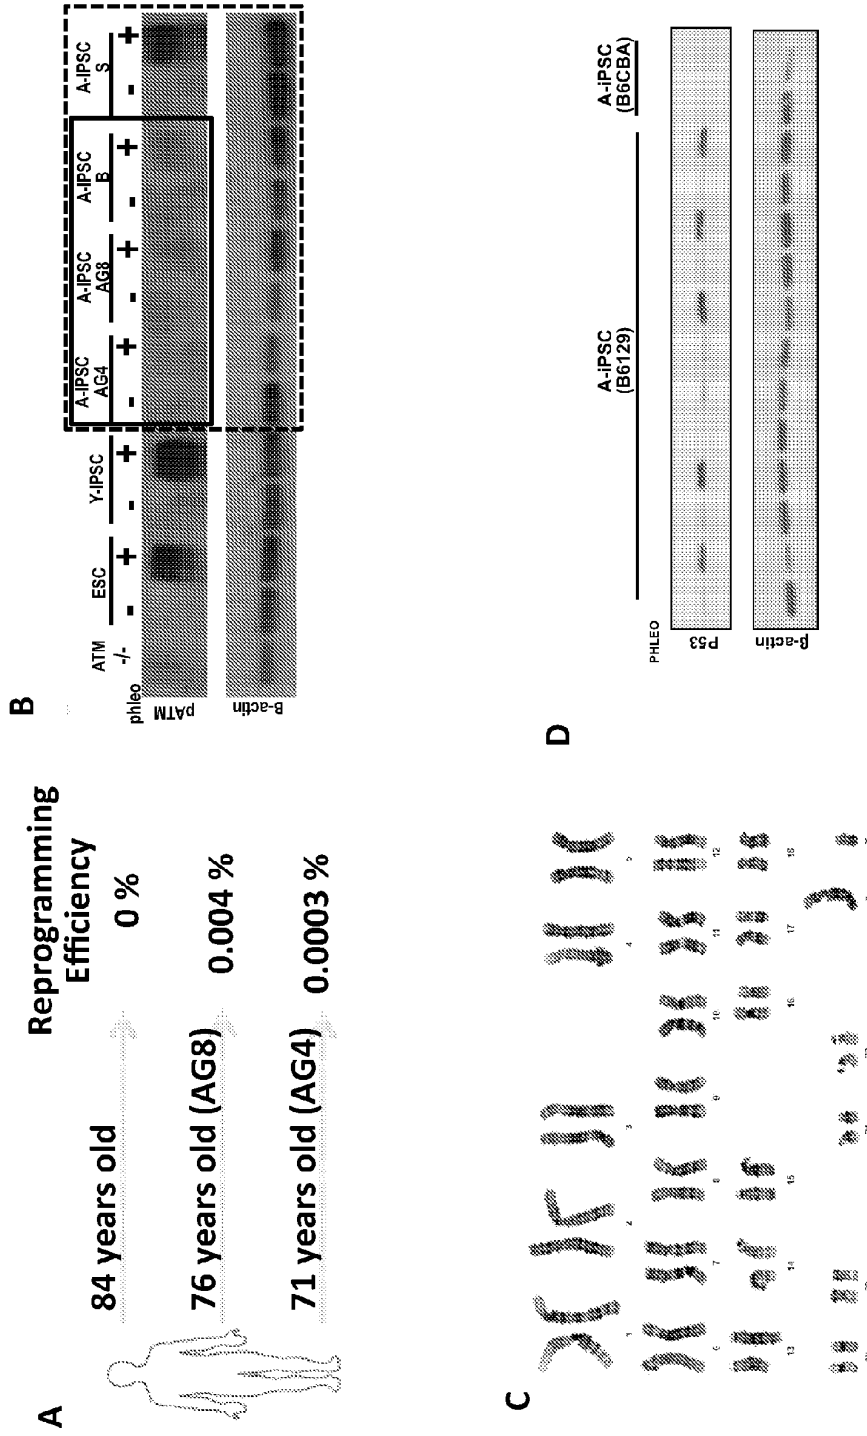 A
Reprogramming
Efficiency
84 years old
0 %
76 years old (AG8)
0.004 %
71 years old (AG4)
0.0003 %
B
ATM
-/-
ESC
Y-IPSC
A-IPSC
AG4
A-IPSC
AG8
A-IPSC
B
A-IPSC
S
phleo - + - + - + - + - + - +
pATM
β-actin
C
3 4 5
6 7 8 9 10 11 12
13 14 15 16 17 18
D
A-iPSC
(B6129)
A-iPSC
(B6CBA)
PHLEO
P53
β-actin